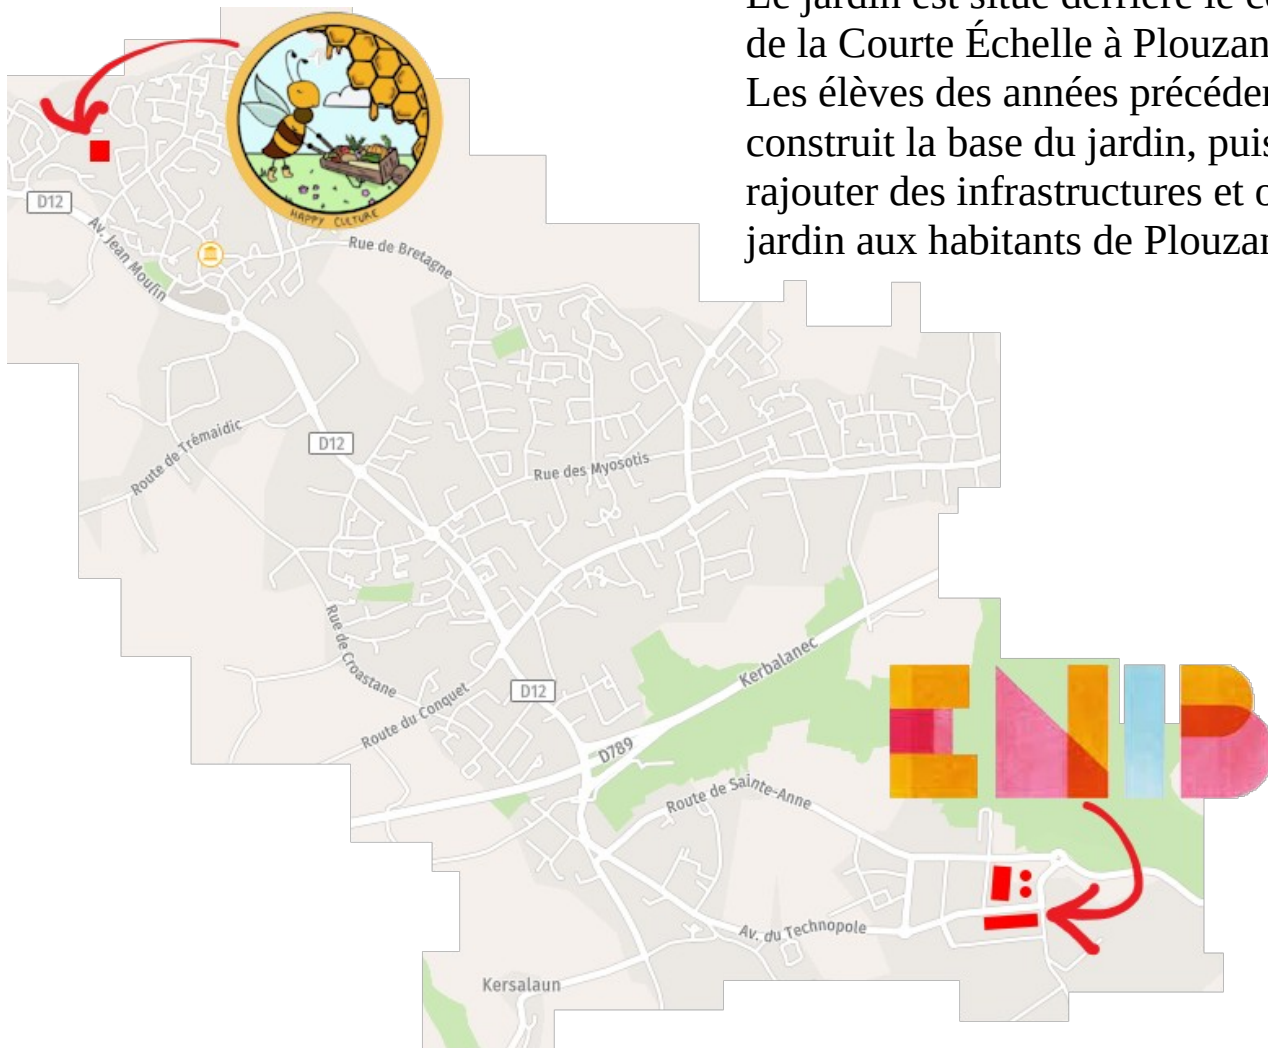 de la Courte Échelle à Plouzan
Les élèves des années précéder
construit la base du jardin, puis
rajouter des infrastructures et o
jardin aux habitants de Plouzan
HAPPY CULTURE
D12
Av. Jean Moulin
Rue de Bretagne
Route de Trémaidic
D12
Rue des Myosotis
Rue de Croastane
Route du Conquet
D12
Kerbalanec
D789
ENIB
Route de Sainte-Anne
Av. du Technopole
Kersalaun